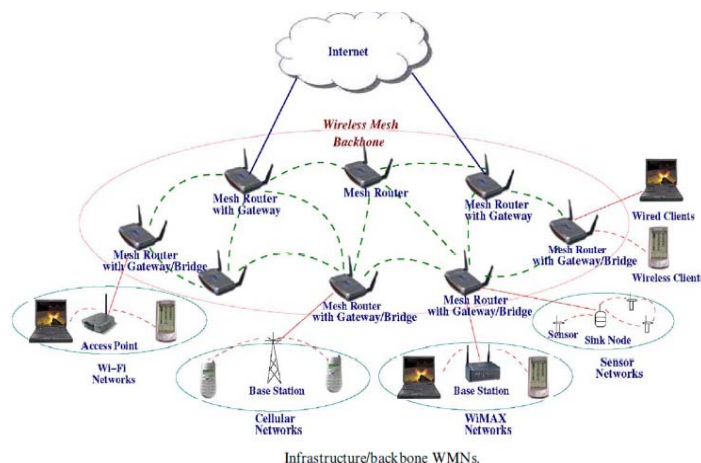 Internet
Wireless Mesh
Backbone
Mesh Router
with Gateway
Mesh Router
Mesh Router
with Gateway
Wired Clients
Mesh Router
with Gateway/Bridge
Mesh Router
with Gateway/Bridge
Wireless Clients
Mesh Router
with Gateway/Bridge
Mesh Router
with Gateway/Bridge
Access Point
Wi-Fi
Networks
Base Station
Cellular
Networks
Base Station
WiMAX
Networks
Sensor
Sink Node
Sensor
Networks
Infrastructure/backbone WMNs.